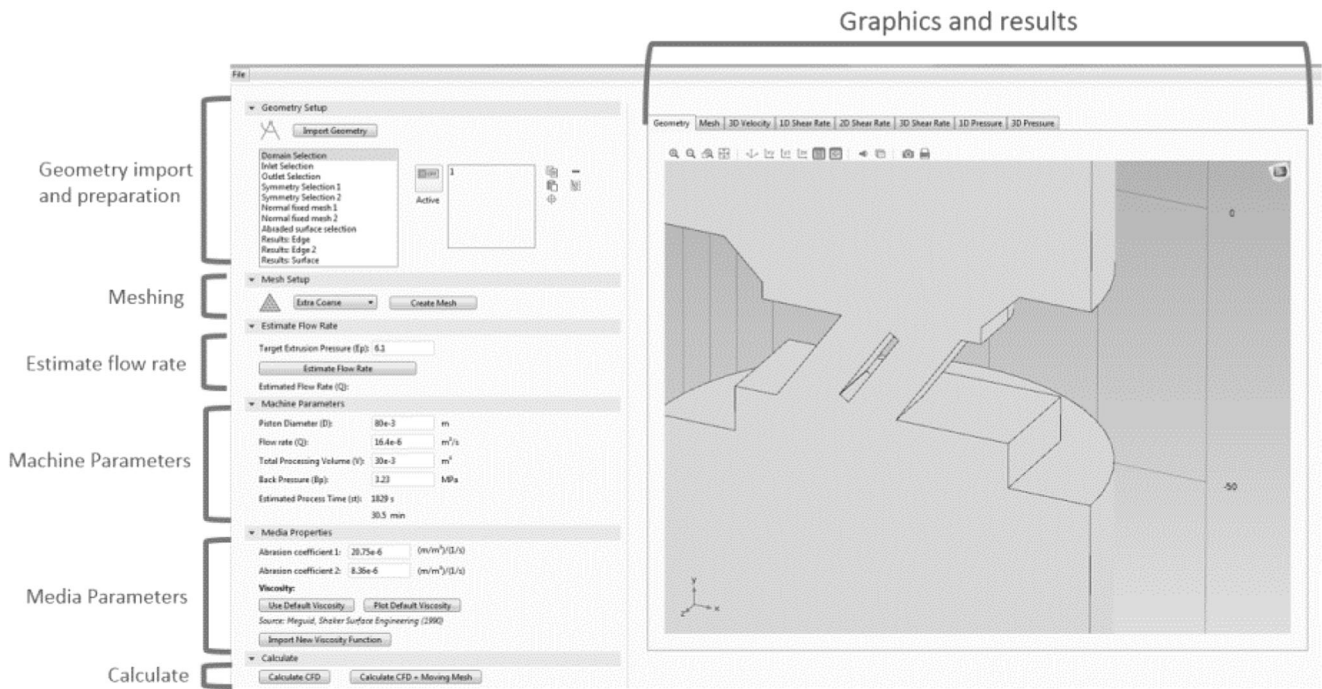 Graphics and results
File
Geometry import
and preparation
Geometry Setup
Import Geometry
Domain Selection
Inlet Selection
Outlet Selection
Symmetry Selection 1
Symmetry Selection 2
Normal fixed mesh 1
Normal fixed mesh 2
Abraded surface selection
Results: Edge
Results: Edge 2
Results: Surface
Active
1
Meshing
Mesh Setup
Extra Coarse
Create Mesh
Estimate flow rate
Estimate Flow Rate
Target Extrusion Pressure (Ep): 6.1
Estimate Flow Rate
Estimated Flow Rate (Q):
Machine Parameters
Machine Parameters
Piston Diameter (D): 80e-3 m
Flow rate (Q): 16.4e-6 m³/s
Total Processing Volume (V): 30e-3
Back Pressure (Bp): 3.23 MPa
Estimated Process Time (st): 1829 s
30.5 min
Media Parameters
Media Properties
Abrasion coefficient 1: 20.75e-6 (m/m³)/(1/s)
Abrasion coefficient 2: 8.36e-6 (m/m³)/(1/s)
Viscosity:
Use Default Viscosity Plot Default Viscosity
Source: Meguid, Shaker Surface Engineering (1990)
Import New Viscosity Function
Calculate
Calculate
Calculate CFD Calculate CFD + Moving Mesh
Geometry Mesh 3D Velocity 1D Shear Rate 2D Shear Rate 3D Shear Rate 1D Pressure 3D Pressure
0
-50
y
z x